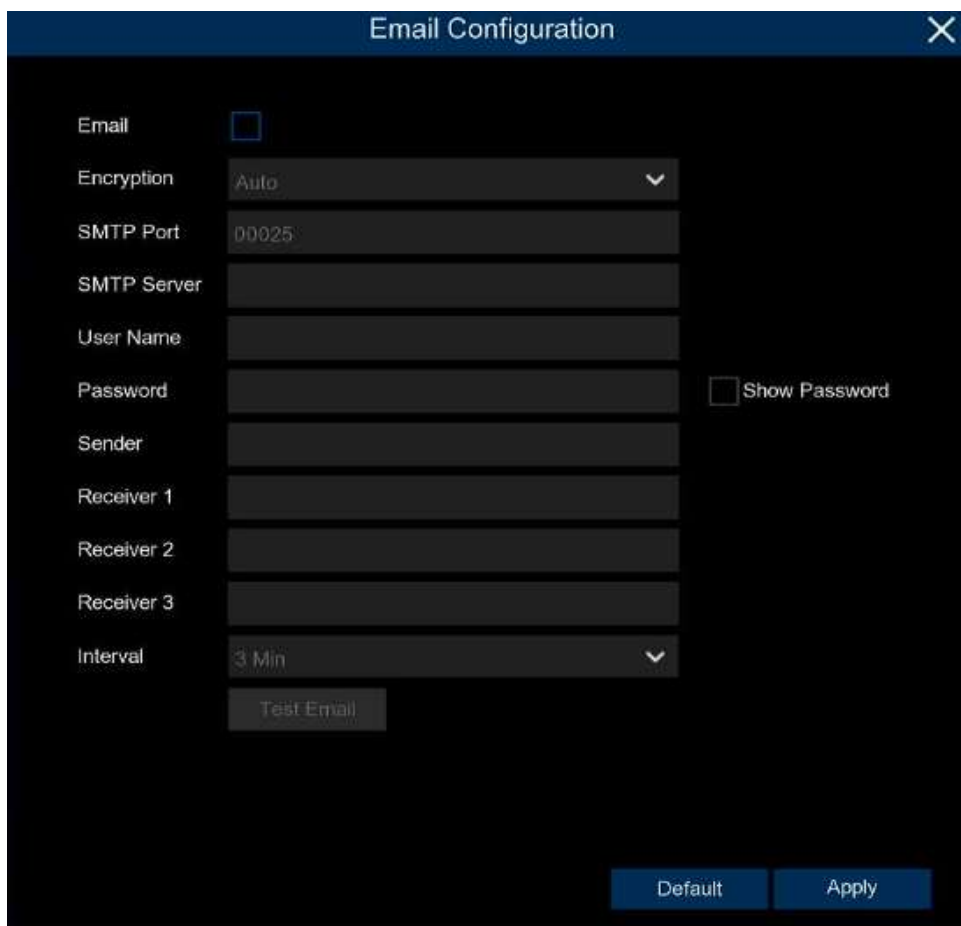 Email Configuration
Email
Encryption Auto
SMTP Port 00025
SMTP Server
User Name
Password Show Password
Sender
Receiver 1
Receiver 2
Receiver 3
Interval 3 Min
Test Email
Default Apply